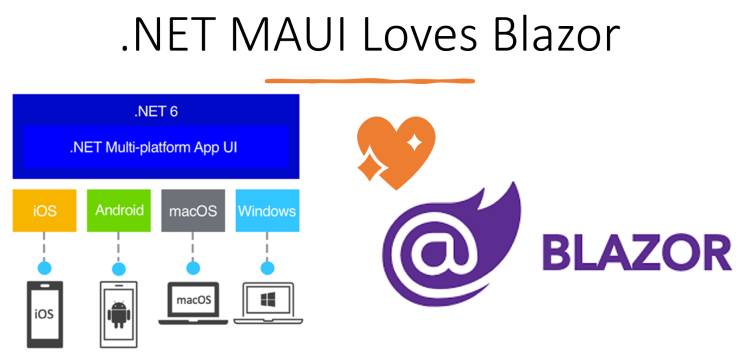 .NET MAUI Loves Blazor
.NET 6
.NET Multi-platform App UI
iOS
Android
macOS
Windows
iOS
macOS
@
BLAZOR